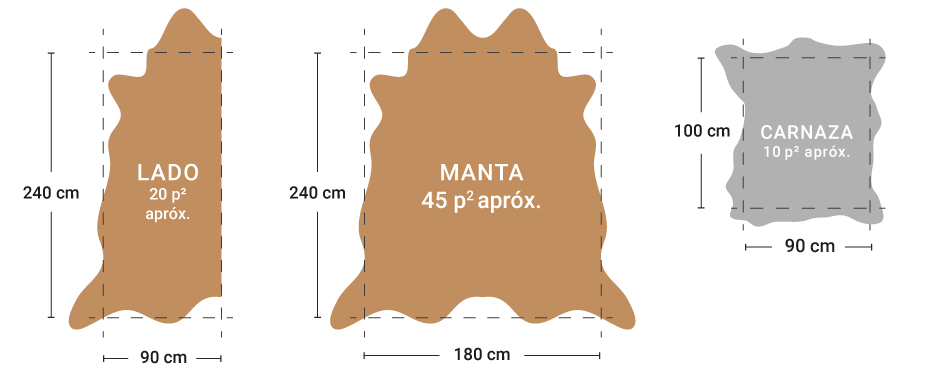 240 cm
LADO
20 p²
apróx.
90 cm
240 cm
MANTA
45 p² apróx.
180 cm
100 cm
CARNAZA
10 p² apróx.
90 cm